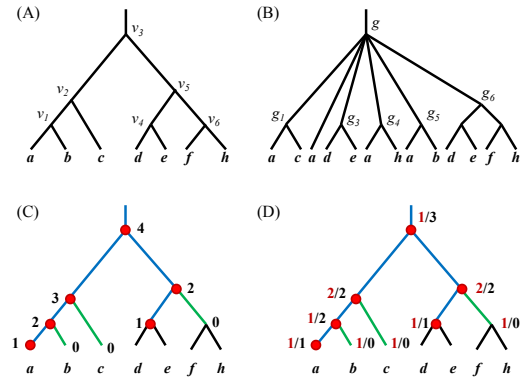 (A)
v3
v2
v5
v1
v4
v6
a b c d e f h
(B)
g
g6
g1
g3
g4
g5
a c a d e a h a b d e f h
(C)
4
3
2
2
1
0
1
0
0
a b c d e f h
(D)
1/3
2/2
2/2
1/2
1/1
1/0
1/1
1/0
1/0
a b c d e f h